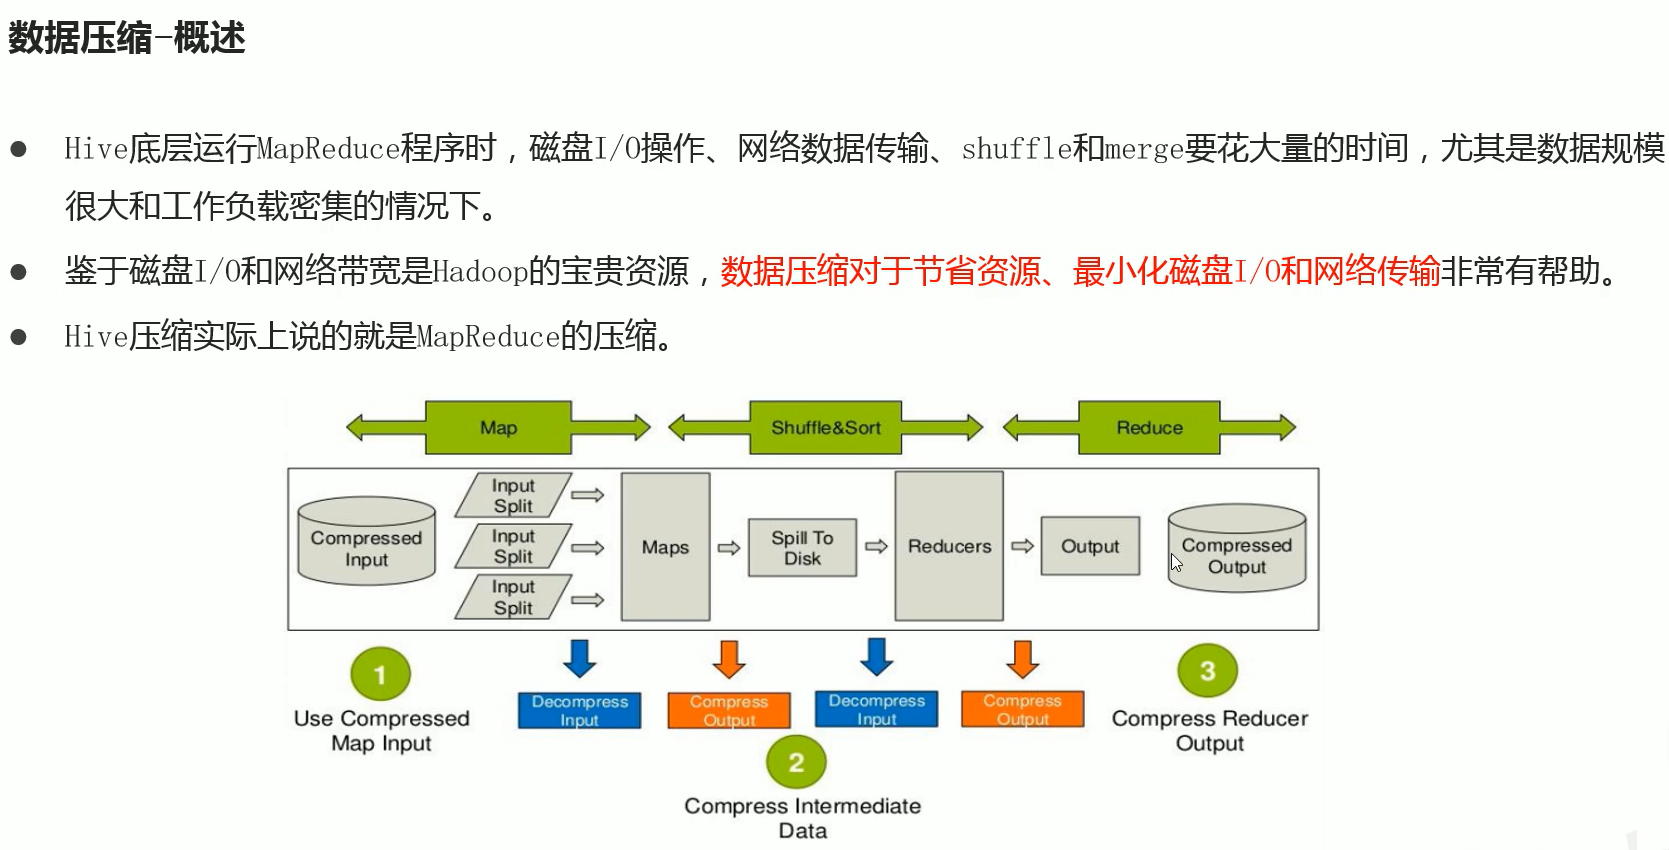 数据压缩-概述
● Hive底层运行MapReduce程序时，磁盘I/O操作、网络数据传输、shuffle和merge要花大量的时间，尤其是数据规模
很大和工作负载密集的情况下。
● 鉴于磁盘I/O和网络带宽是Hadoop的宝贵资源，数据压缩对于节省资源、最小化磁盘I/O和网络传输非常有帮助。
● Hive压缩实际上说的就是MapReduce的压缩。
Map
Shuffle&Sort
Reduce
Compressed
Input
Input
Split
Input
Split
Input
Split
Maps
Spill To
Disk
Reducers
Output
Compressed
Output
1
Use Compressed
Map Input
Decompress
Input
Compress
Output
Decompress
Input
Compress
Output
2
Compress Intermediate
Data
3
Compress Reducer
Output